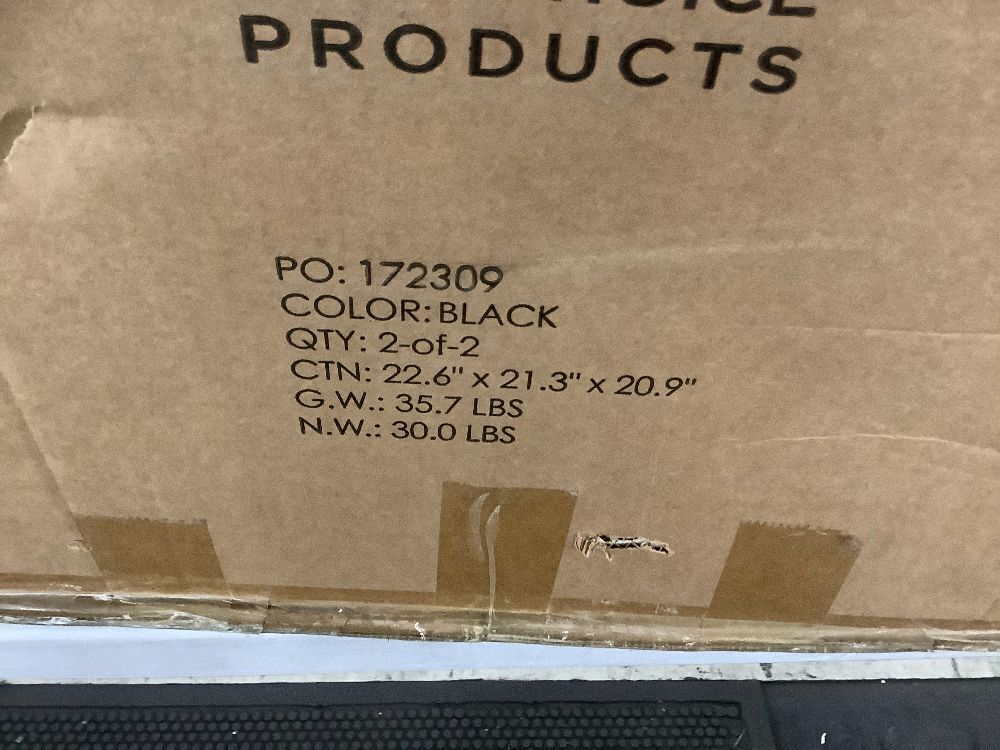 PRODUCTS
PO: 172309
COLOR: BLACK
QTY: 2-of-2
CTN: 22.6" x 21.3" x 20.9"
G.W.: 35.7 LBS
N.W.: 30.0 LBS